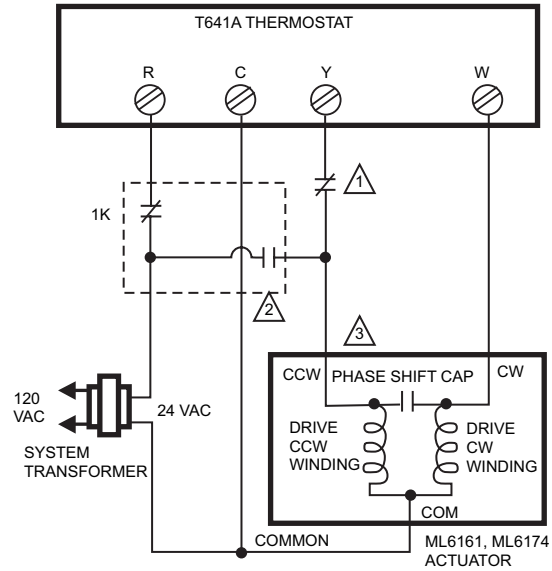 T641A THERMOSTAT
R C Y W
1
1K
2
3
CCW PHASE SHIFT CAP CW
120
VAC
24 VAC
SYSTEM
TRANSFORMER
DRIVE
CCW
WINDING
DRIVE
CW
WINDING
COM
COMMON
ML6161, ML6174
ACTUATOR